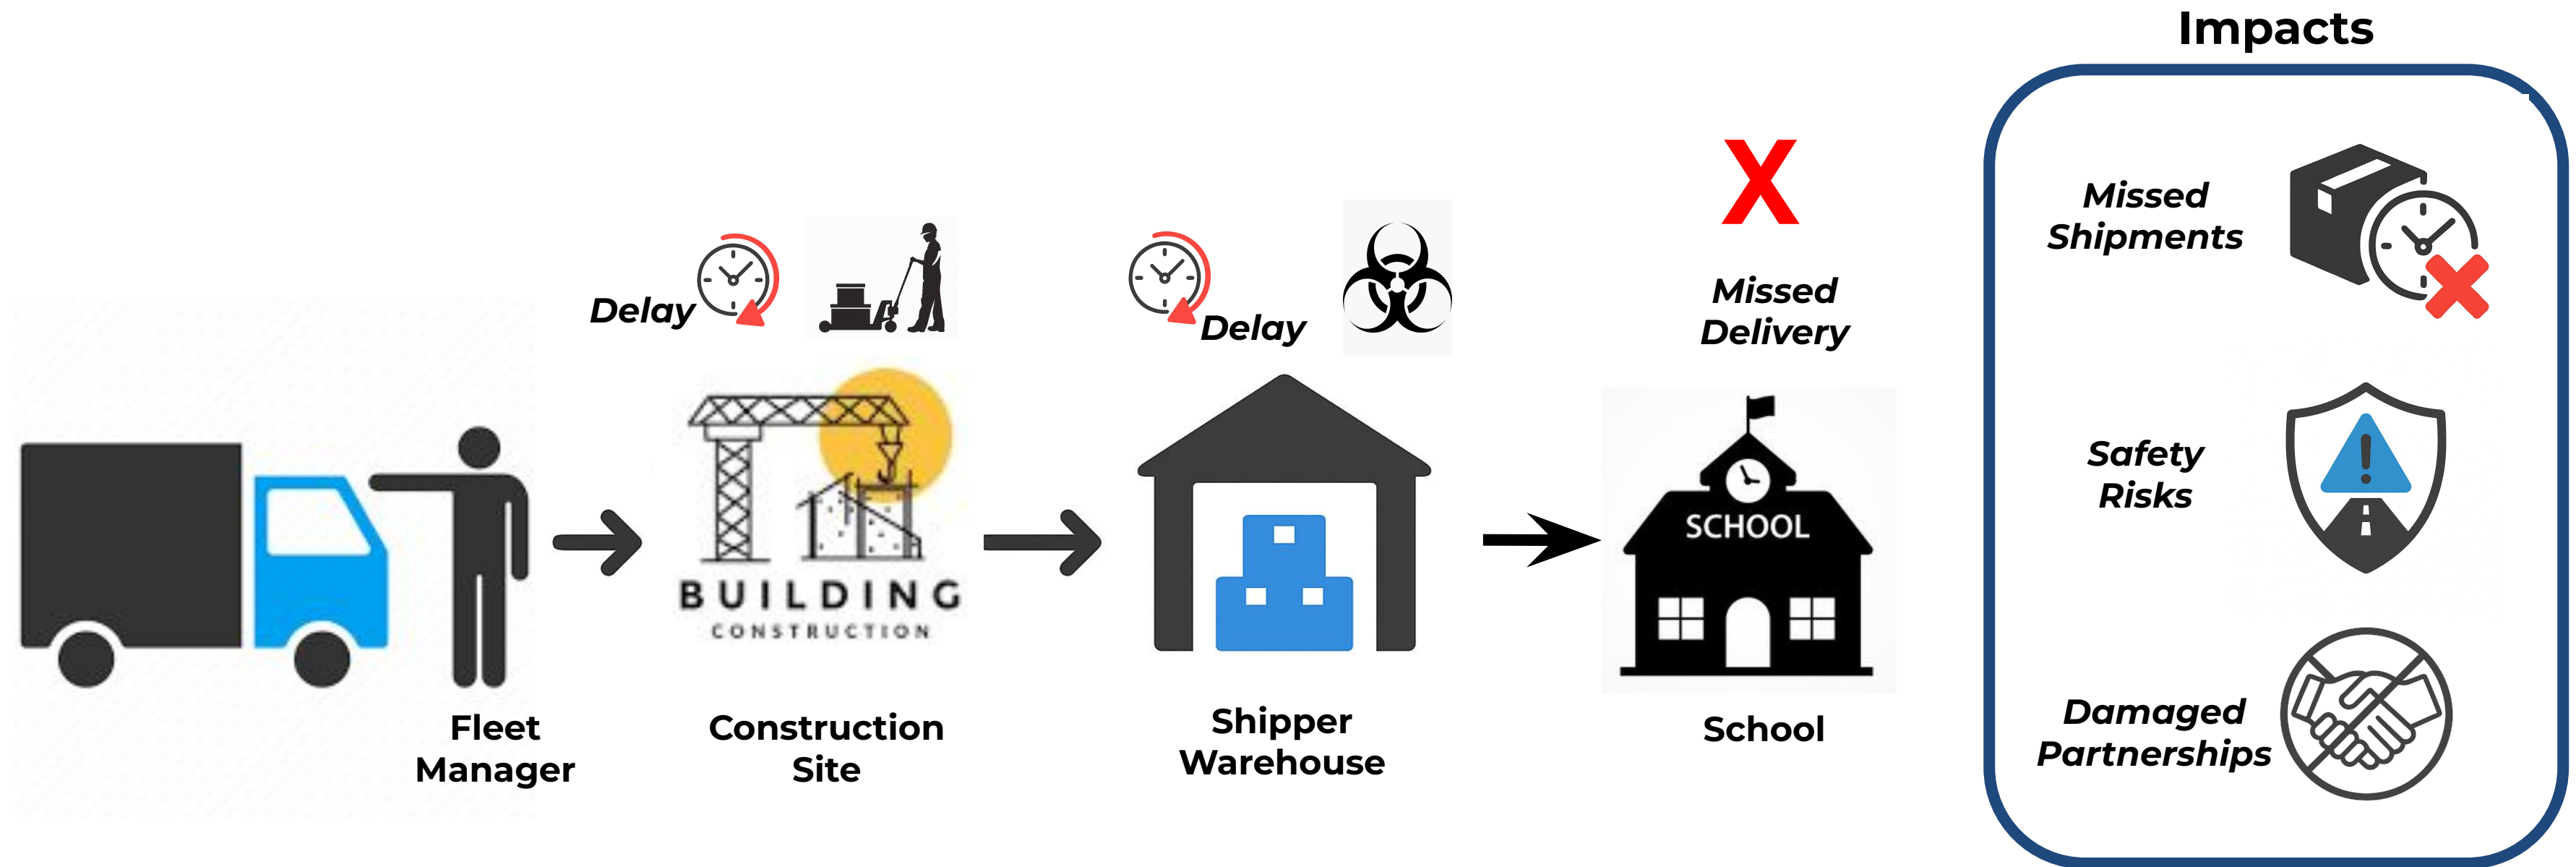 Impacts
X
Delay
Delay
Missed
Delivery
BUILDING
CONSTRUCTION
SCHOOL
Fleet
Manager
Construction
Site
Shipper
Warehouse
School
Missed
Shipments
Safety
Risks
Damaged
Partnerships